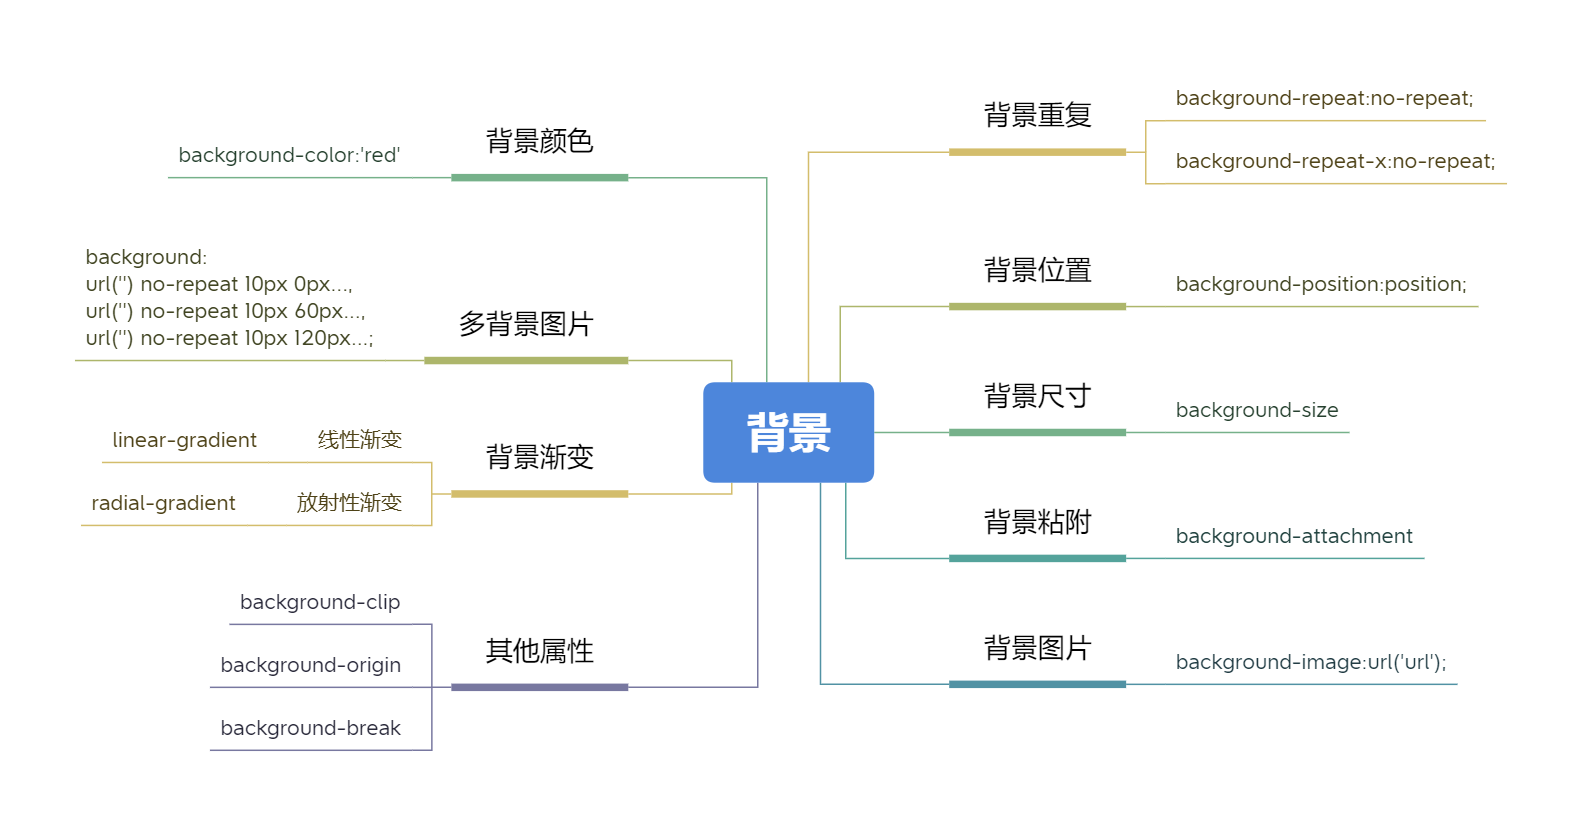 背景
背景颜色
background-color:'red'
多背景图片
background:
url('') no-repeat 10px 0px...,
url('') no-repeat 10px 60px...,
url('') no-repeat 10px 120px...;
背景渐变
linear-gradient 线性渐变
radial-gradient 放射性渐变
其他属性
background-clip
background-origin
background-break
背景重复
background-repeat:no-repeat;
background-repeat-x:no-repeat;
背景位置
background-position:position;
背景尺寸
background-size
背景粘附
background-attachment
背景图片
background-image:url('url');